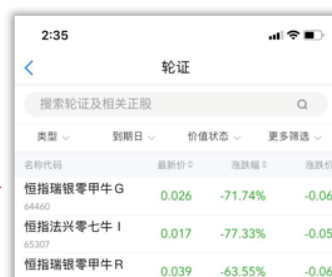 2:35
轮证
搜索轮证及相关正股
类型 到期日 价值状态 更多筛选
名称代码 最新价 涨跌幅 涨跌价
恒指瑞银零甲牛G 0.026 -71.74% -0.06
64460
恒指法兴零七牛I 0.017 -77.33% -0.05
65307
恒指瑞银零甲牛R 0.039 -63.55% -0.06